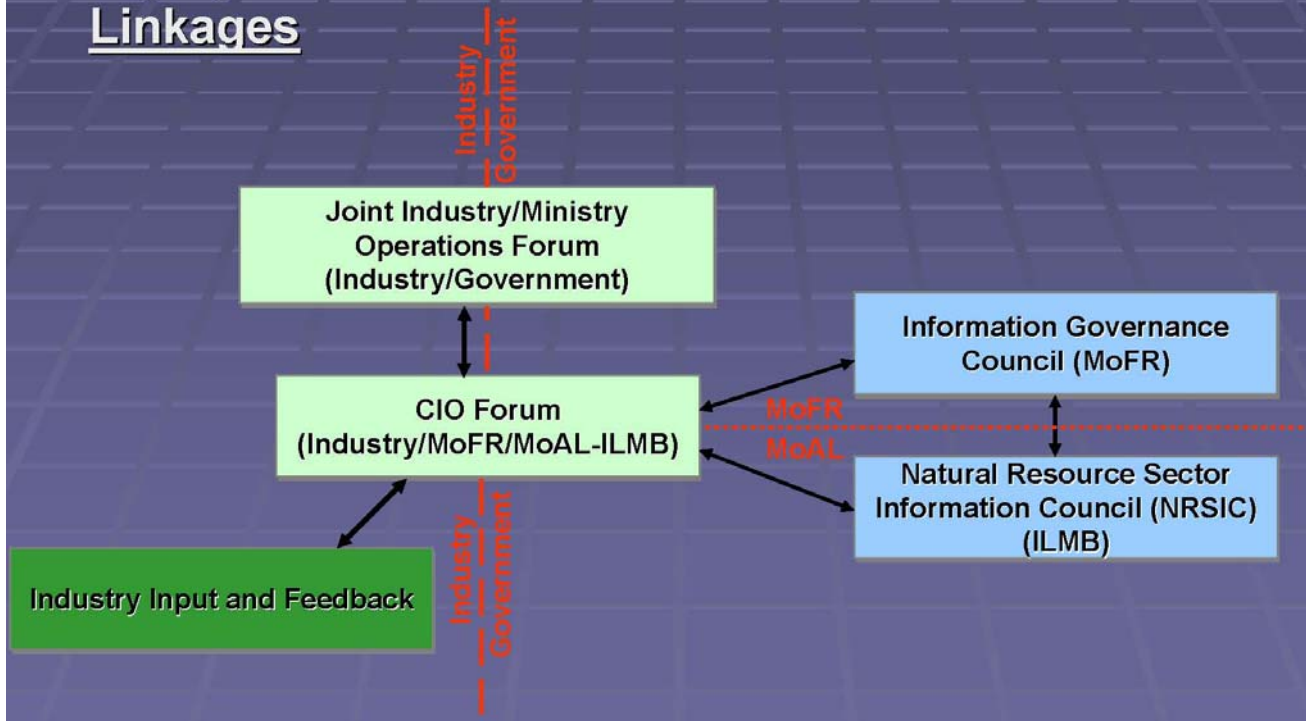 Linkages
Industry
Government
Joint Industry/Ministry
Operations Forum
(Industry/Government)
Information Governance
Council (MoFR)
CIO Forum
(Industry/MoFR/MoAL-ILMB)
MoFR
MoAL
Natural Resource Sector
Information Council (NRSIC)
(ILMB)
Industry
Government
Industry Input and Feedback